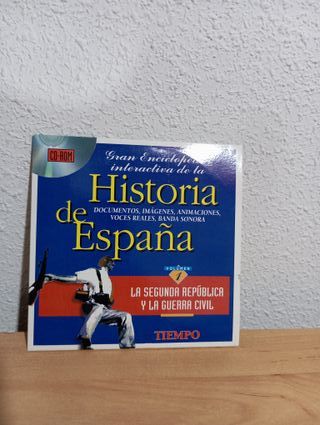 CD-ROM
Gran Enciclopedia
interactiva de la
Historia
de
DOCUMENTOS, IMÁGENES, ANIMACIONES,
VOCES REALES, BANDA SONORA
España
VOLUMEN
1
LA SEGUNDA REPÚBLICA
Y LA GUERRA CIVIL
TIEMPO